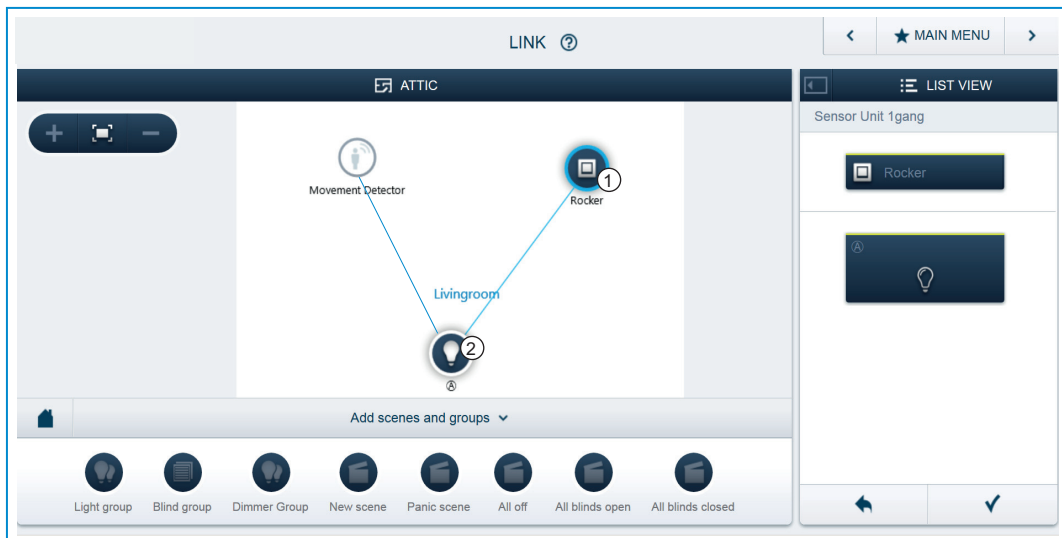 LINK ?
MAIN MENU
ATTIC
LIST VIEW
Sensor Unit 1gang
Movement Detector
1
Rocker
Rocker
A
Livingroom
2
A
Add scenes and groups
Light group
Blind group
Dimmer Group
New scene
Panic scene
All off
All blinds open
All blinds closed